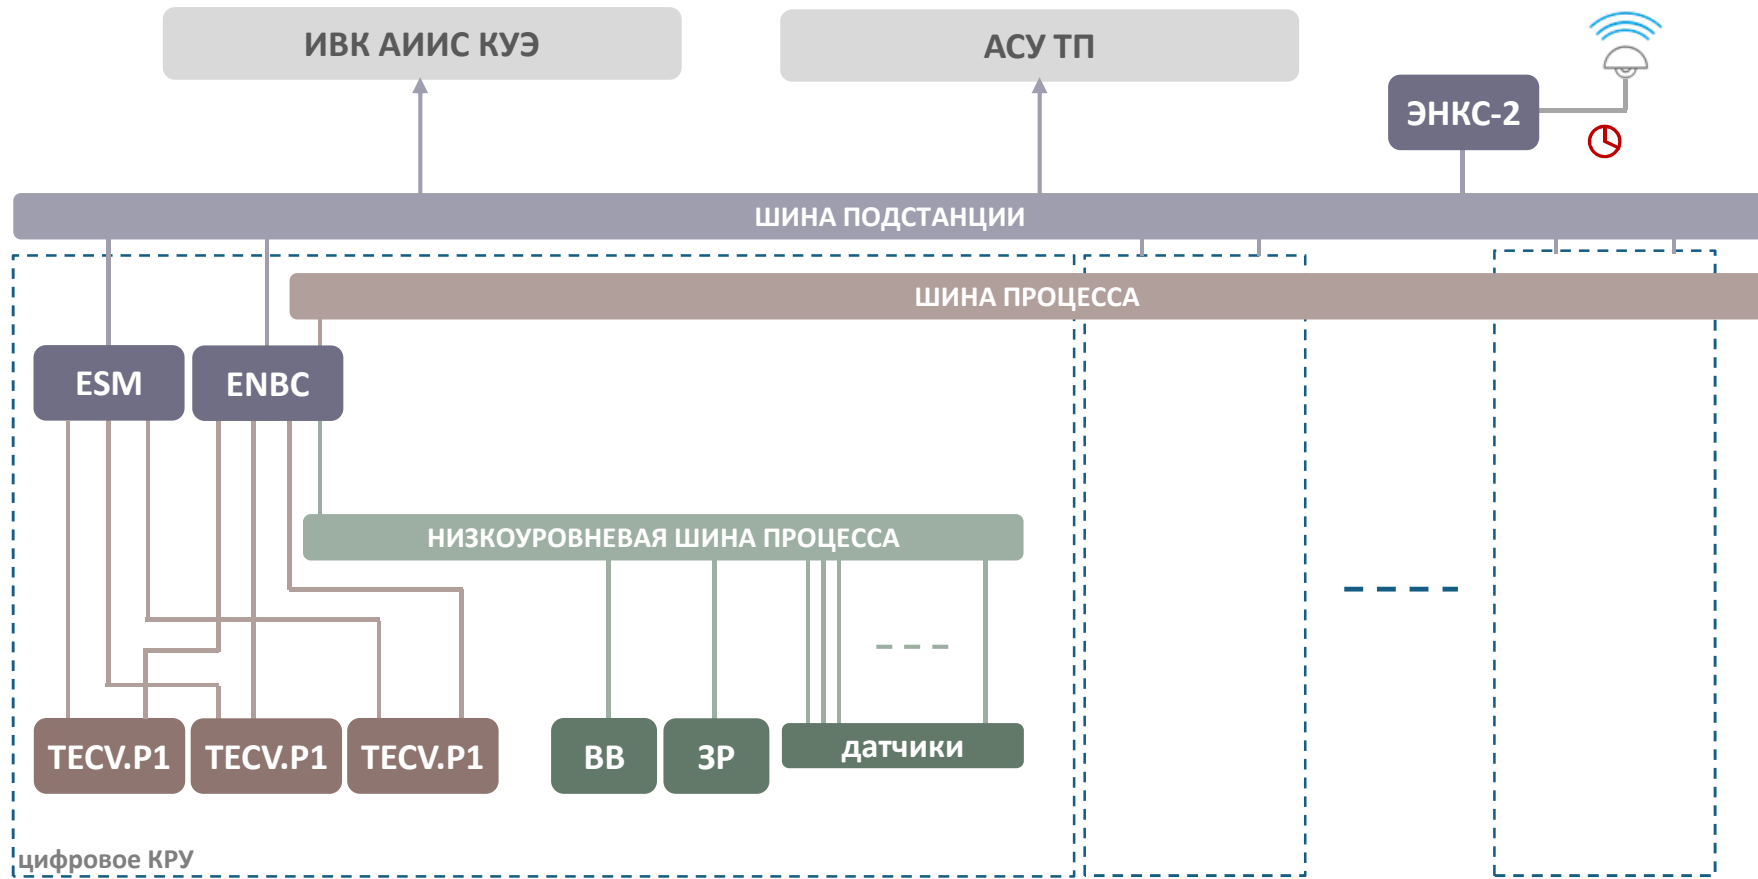 ИВК АИИС КУЭ
АСУ ТП
ЭНКС-2
ШИНА ПОДСТАНЦИИ
ШИНА ПРОЦЕССА
ESM
ENBC
НИЗКОУРОВНЕВАЯ ШИНА ПРОЦЕССА
TECV.P1
TECV.P1
TECV.P1
ВВ
ЗР
датчики
цифровое КРУ